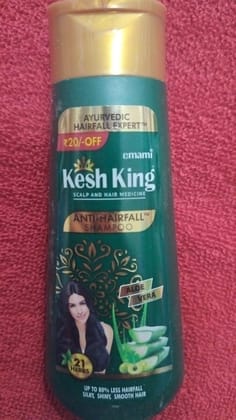 AYURVEDIC
HAIRFALL EXPERT™
₹20/-OFF
emami
Kesh King
SCALP AND HAIR MEDICINE
ANTI-HAIRFALL™
SHAMPOO
ALOE
VERA
21
HERBS
UP TO 80% LESS HAIRFALL
SILKY, SHINY, SMOOTH HAIR